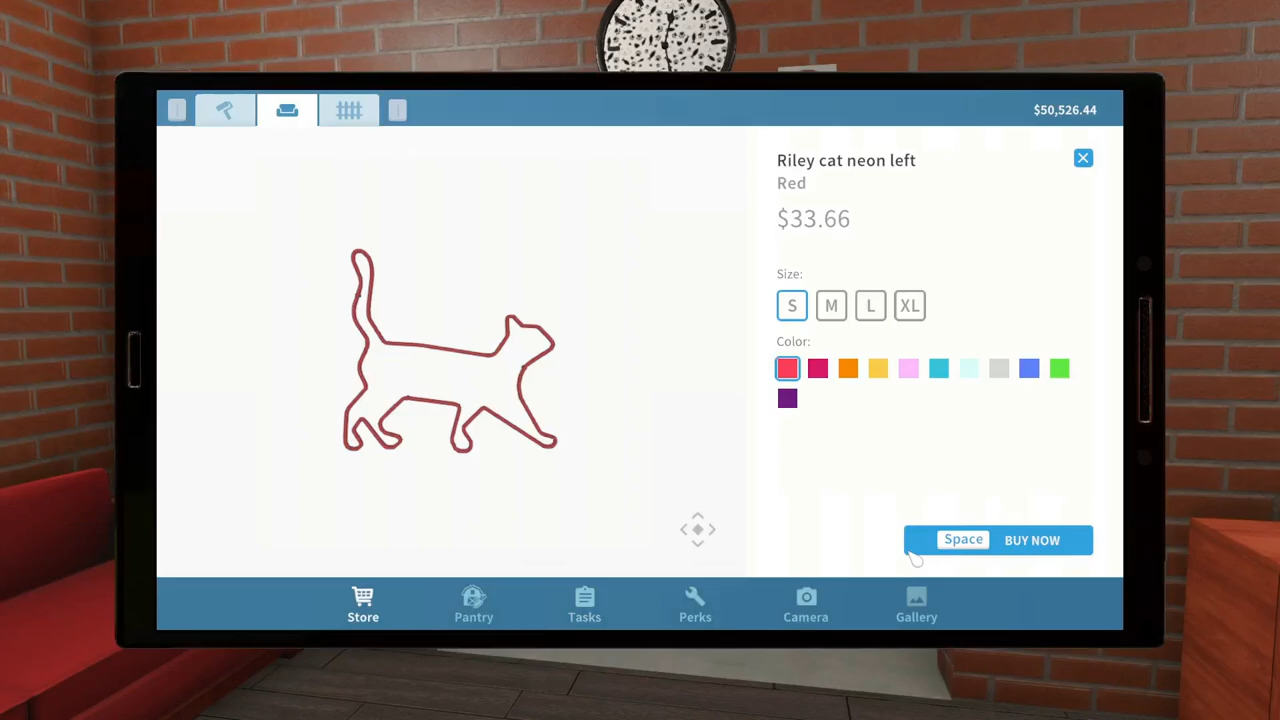 $50,526.44
Riley cat neon left
Red
$33.66
Size:
S M L XL
Color:
Space BUY NOW
Store Pantry Tasks Perks Camera Gallery